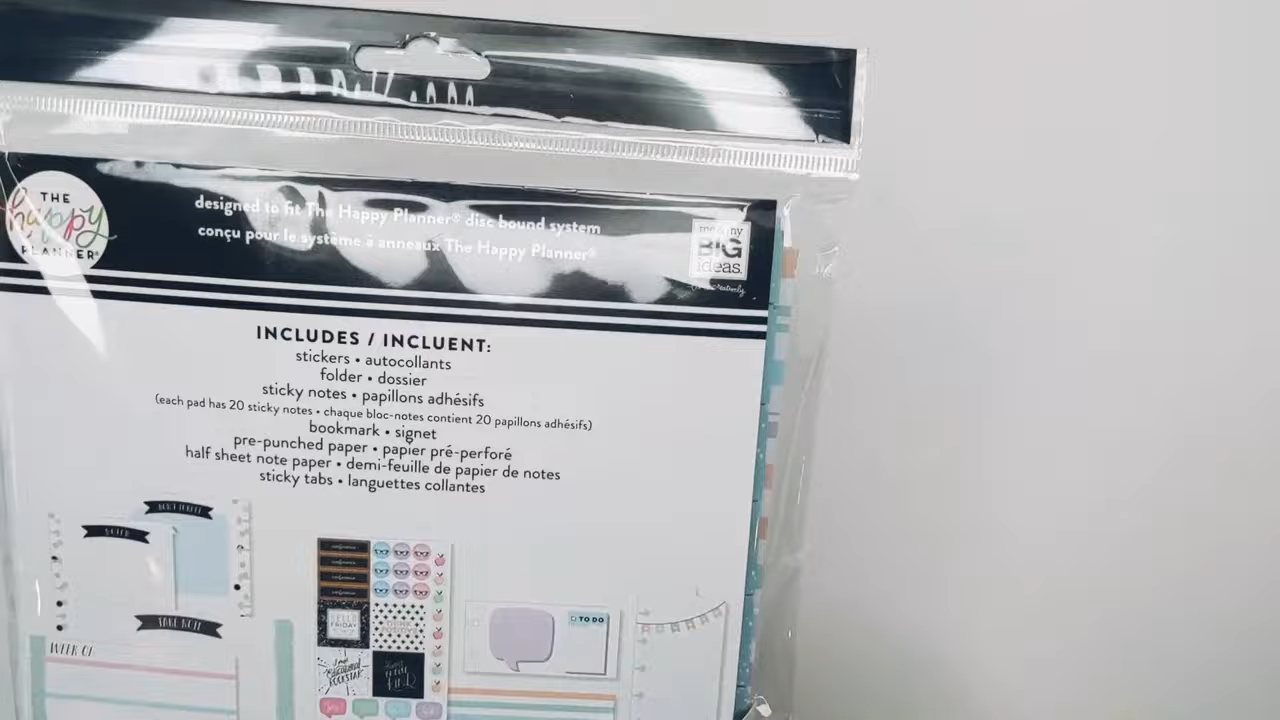 THE
happy
PLANNER®
designed to fit The Happy Planner® disc bound system
conçu pour le système à anneaux The Happy Planner®
me & my
BIG
ideas.
INCLUDES / INCLUENT:
stickers • autocollants
folder • dossier
sticky notes • papillons adhésifs
(each pad has 20 sticky notes • chaque bloc-notes contient 20 papillons adhésifs)
bookmark • signet
pre-punched paper • papier pré-perforé
half sheet note paper • demi-feuille de papier de notes
sticky tabs • languettes collantes
NOTES
TAKE NOTE
WEEK OF
HELLO
FRIDAY
TO DO